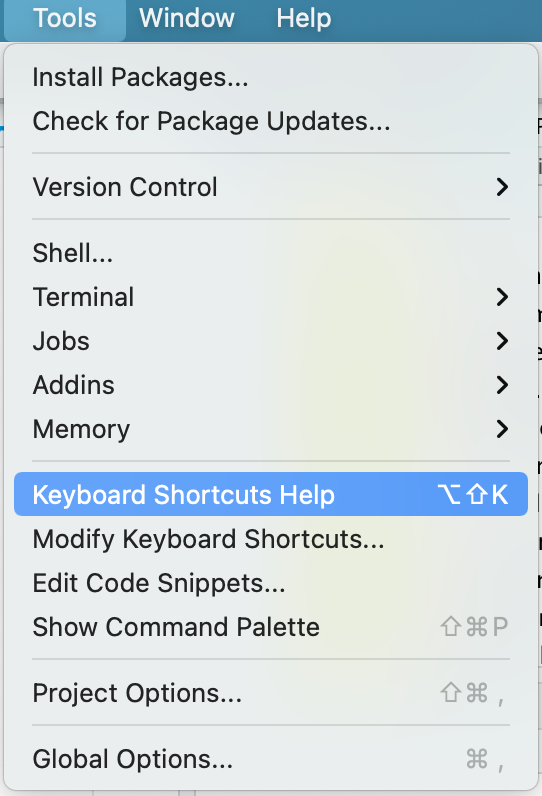 Tools Window Help
Install Packages...
Check for Package Updates...
Version Control
Shell...
Terminal
Jobs
Addins
Memory
Keyboard Shortcuts Help ⌥⇧K
Modify Keyboard Shortcuts...
Edit Code Snippets...
Show Command Palette ⇧⌘P
Project Options... ⇧⌘,
Global Options... ⌘,